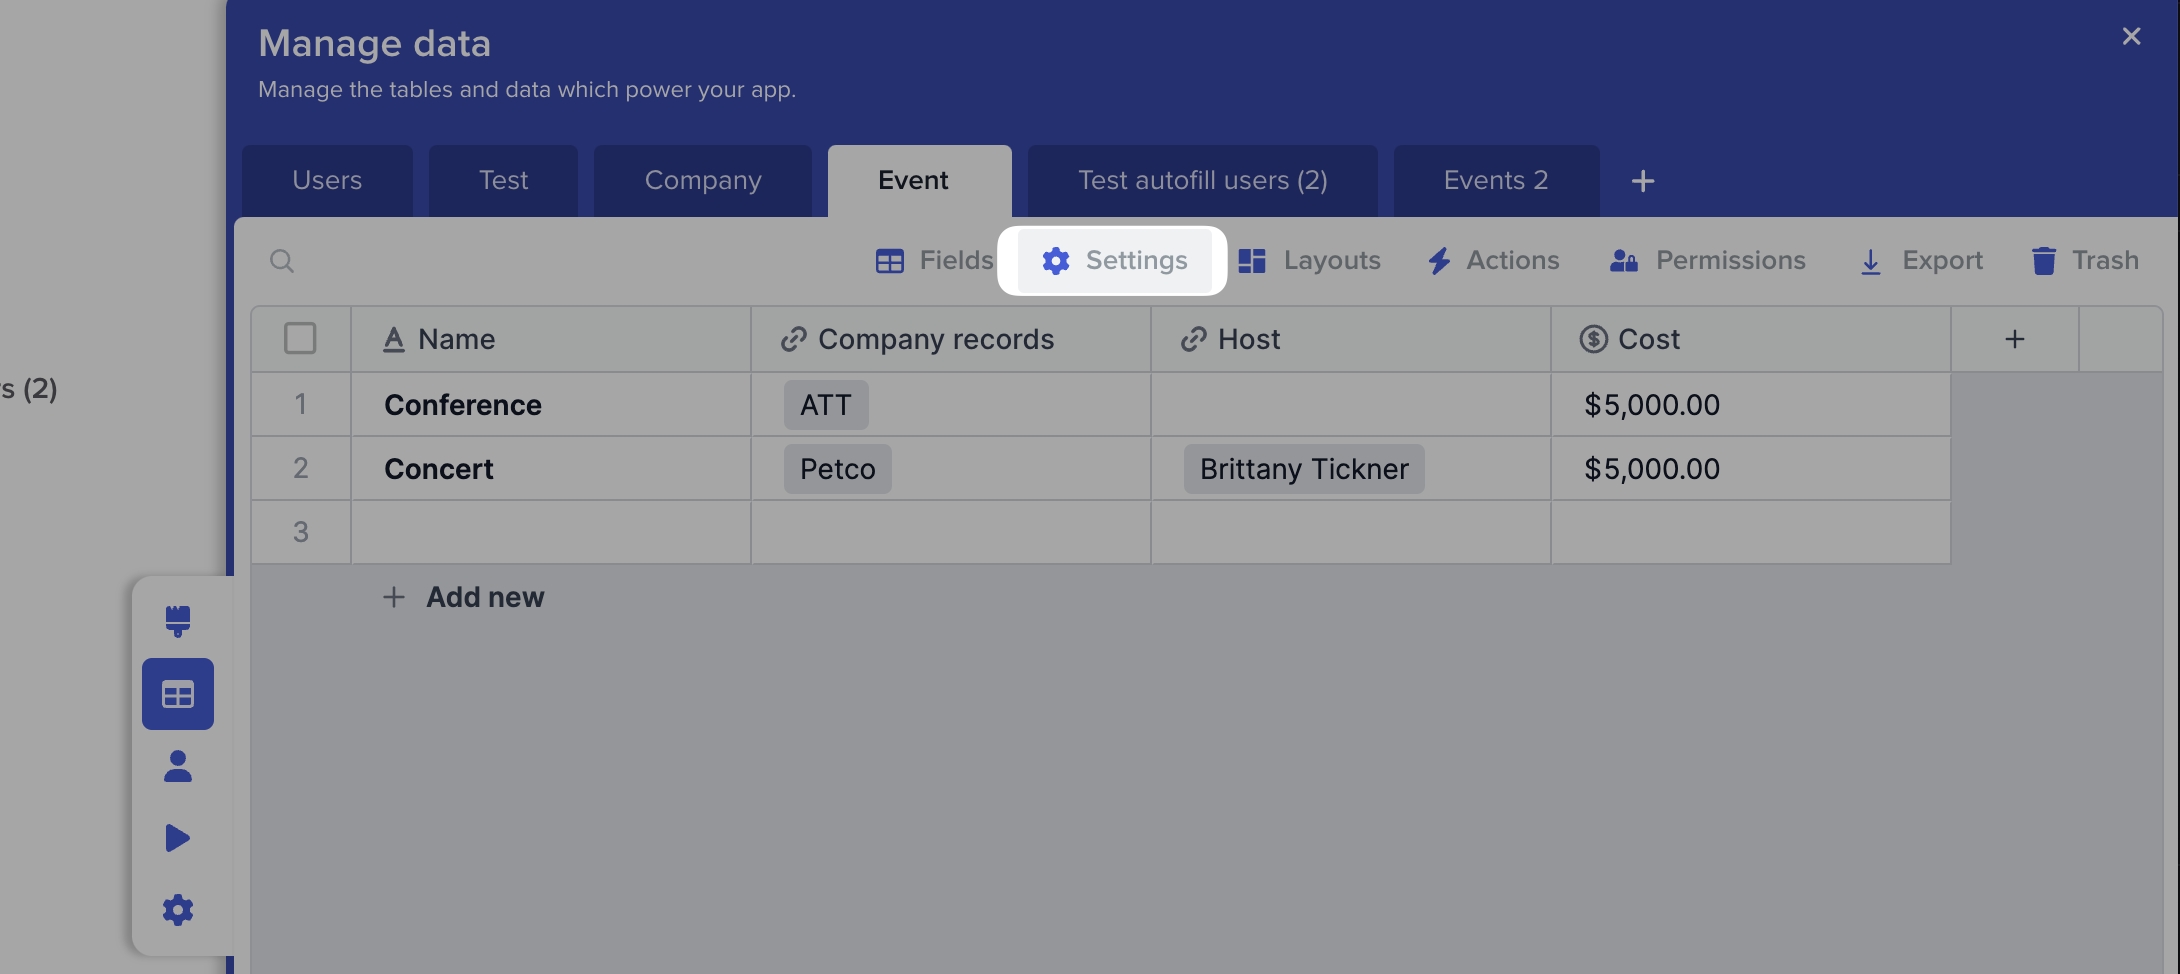 Manage data
Manage the tables and data which power your app.
Users Test Company Event Test autofill users (2) Events 2
Fields Settings Layouts Actions Permissions Export Trash
Name Company records Host Cost
s (2)
1 Conference ATT $5,000.00
2 Concert Petco Brittany Tickner $5,000.00
3
+ Add new